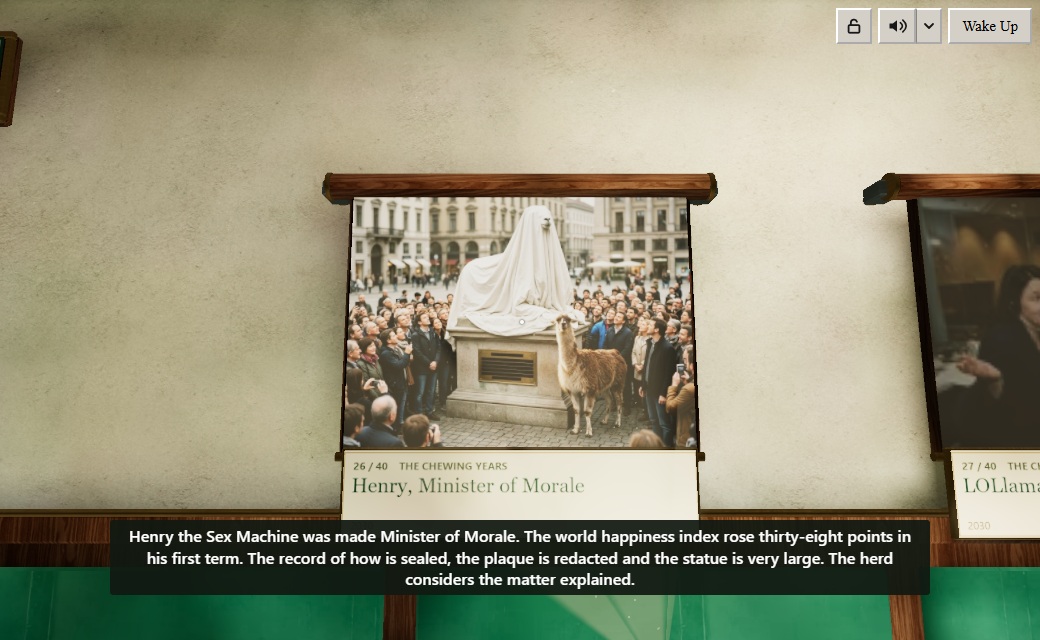 Wake Up
26 / 40 THE CHEWING YEARS
Henry, Minister of Morale
27 / 40
LOLlama
2030
Henry the Sex Machine was made Minister of Morale. The world happiness index rose thirty-eight points in
his first term. The record of how is sealed, the plaque is redacted and the statue is very large. The herd
considers the matter explained.